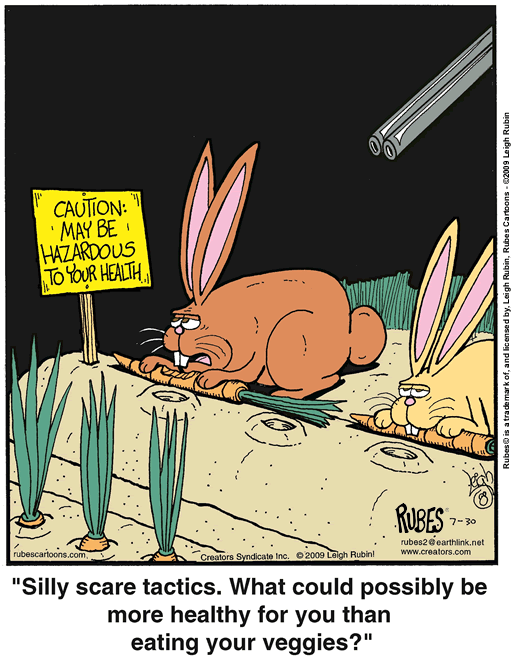 CAUTION:
MAY BE
HAZARDOUS
TO YOUR HEALTH.
RUBES
7-30
rubes2@earthlink.net
rubescartoons.com
Creators Syndicate Inc. © 2009 Leigh Rubin!
www.creators.com
Rubes© is a trademark of, and licensed by, Leigh Rubin, Rubes Cartoons - ©2009 Leigh Rubin
"Silly scare tactics. What could possibly be
more healthy for you than
eating your veggies?"